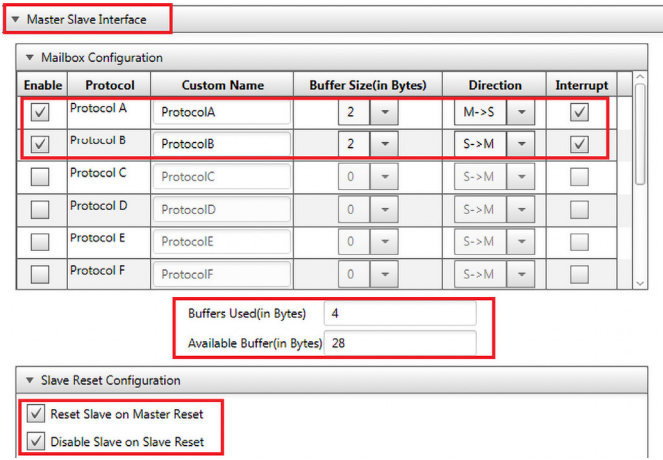 Master Slave Interface
Mailbox Configuration
Enable Protocol Custom Name Buffer Size(in Bytes) Direction Interrupt
Protocol A ProtocolA 2 M->S
Protocol B ProtocolB 2 S->M
Protocol C ProtocolC 0 S->M
Protocol D ProtocolD 0 S->M
Protocol E ProtocolE 0 S->M
Protocol F ProtocolF 0 S->M
Buffers Used(in Bytes) 4
Available Buffer(in Bytes) 28
Slave Reset Configuration
Reset Slave on Master Reset
Disable Slave on Slave Reset